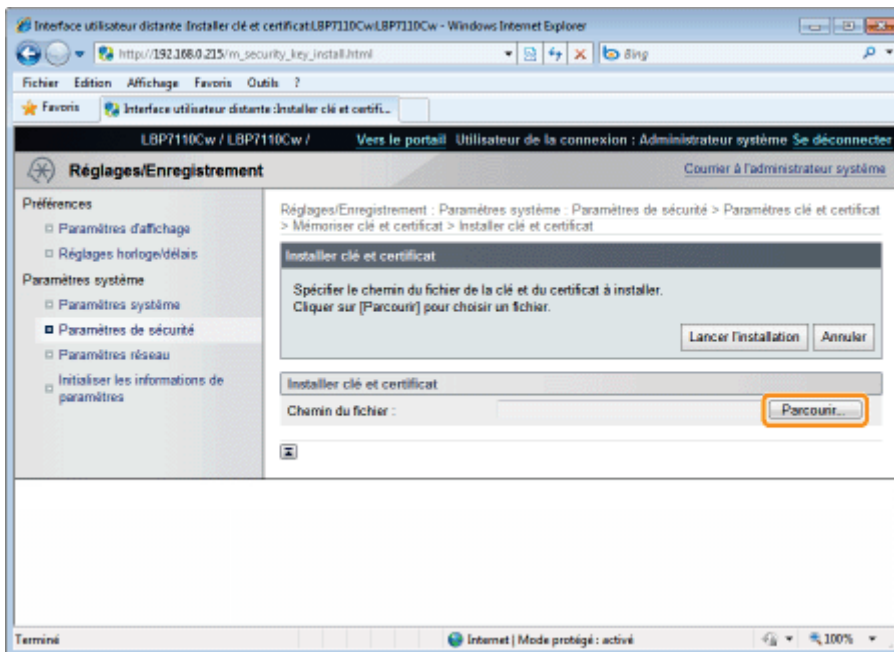 Interface utilisateur distante :Installer clé et certificat:LBP7110Cw:LBP7110Cw - Windows Internet Explorer
http://192.168.0.215/m_security_key_install.html
Bing
Fichier Edition Affichage Favoris Outils ?
Favoris Interface utilisateur distante :Installer clé et certifi...
LBP7110Cw / LBP7110Cw / Vers le portail Utilisateur de la connexion : Administrateur système Se déconnecter
Réglages/Enregistrement Courrier à l'administrateur système
Préférences
Paramètres d'affichage
Réglages horloge/délais
Paramètres système
Paramètres système
Paramètres de sécurité
Paramètres réseau
Initialiser les informations de
paramètres
Réglages/Enregistrement : Paramètres système : Paramètres de sécurité > Paramètres clé et certificat
> Mémoriser clé et certificat > Installer clé et certificat
Installer clé et certificat
Spécifier le chemin du fichier de la clé et du certificat à installer.
Cliquer sur [Parcourir] pour choisir un fichier.
Lancer l'installation Annuler
Installer clé et certificat
Chemin du fichier : Parcourir...
Terminé Internet | Mode protégé : activé 100%